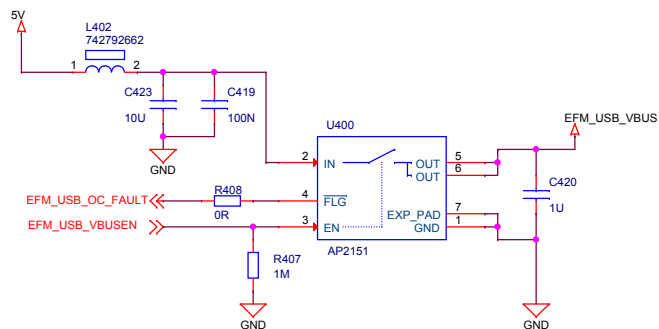 5V
L402
742792662
1
2
C423
10U
C419
100N
GND
U400
EFM_USB_VBUS
2
IN
OUT
5
OUT
6
EFM_USB_OC_FAULT
R408
0R
4
FLG
C420
1U
EXP_PAD
7
EFM_USB_VBUSEN
3
EN
GND
1
AP2151
R407
1M
GND
GND